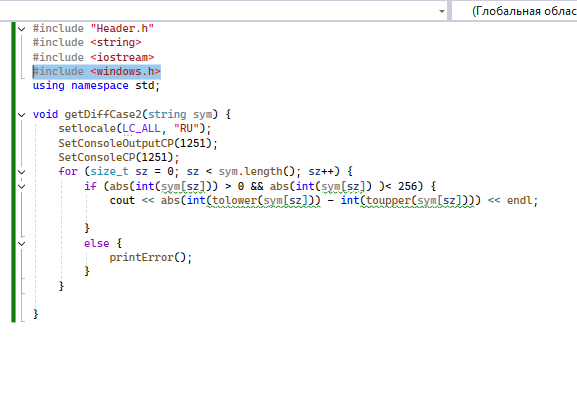 (Глобальная облас
#include "Header.h"
#include <string>
#include <iostream>
#include <windows.h>
using namespace std;
void getDiffCase2(string sym) {
setlocale(LC_ALL, "RU");
SetConsoleOutputCP(1251);
SetConsoleCP(1251);
for (size_t sz = 0; sz < sym.length(); sz++) {
if (abs(int(sym[sz])) > 0 && abs(int(sym[sz]) )< 256) {
cout << abs(int(tolower(sym[sz])) - int(toupper(sym[sz]))) << endl;
}
else {
printError();
}
}
}